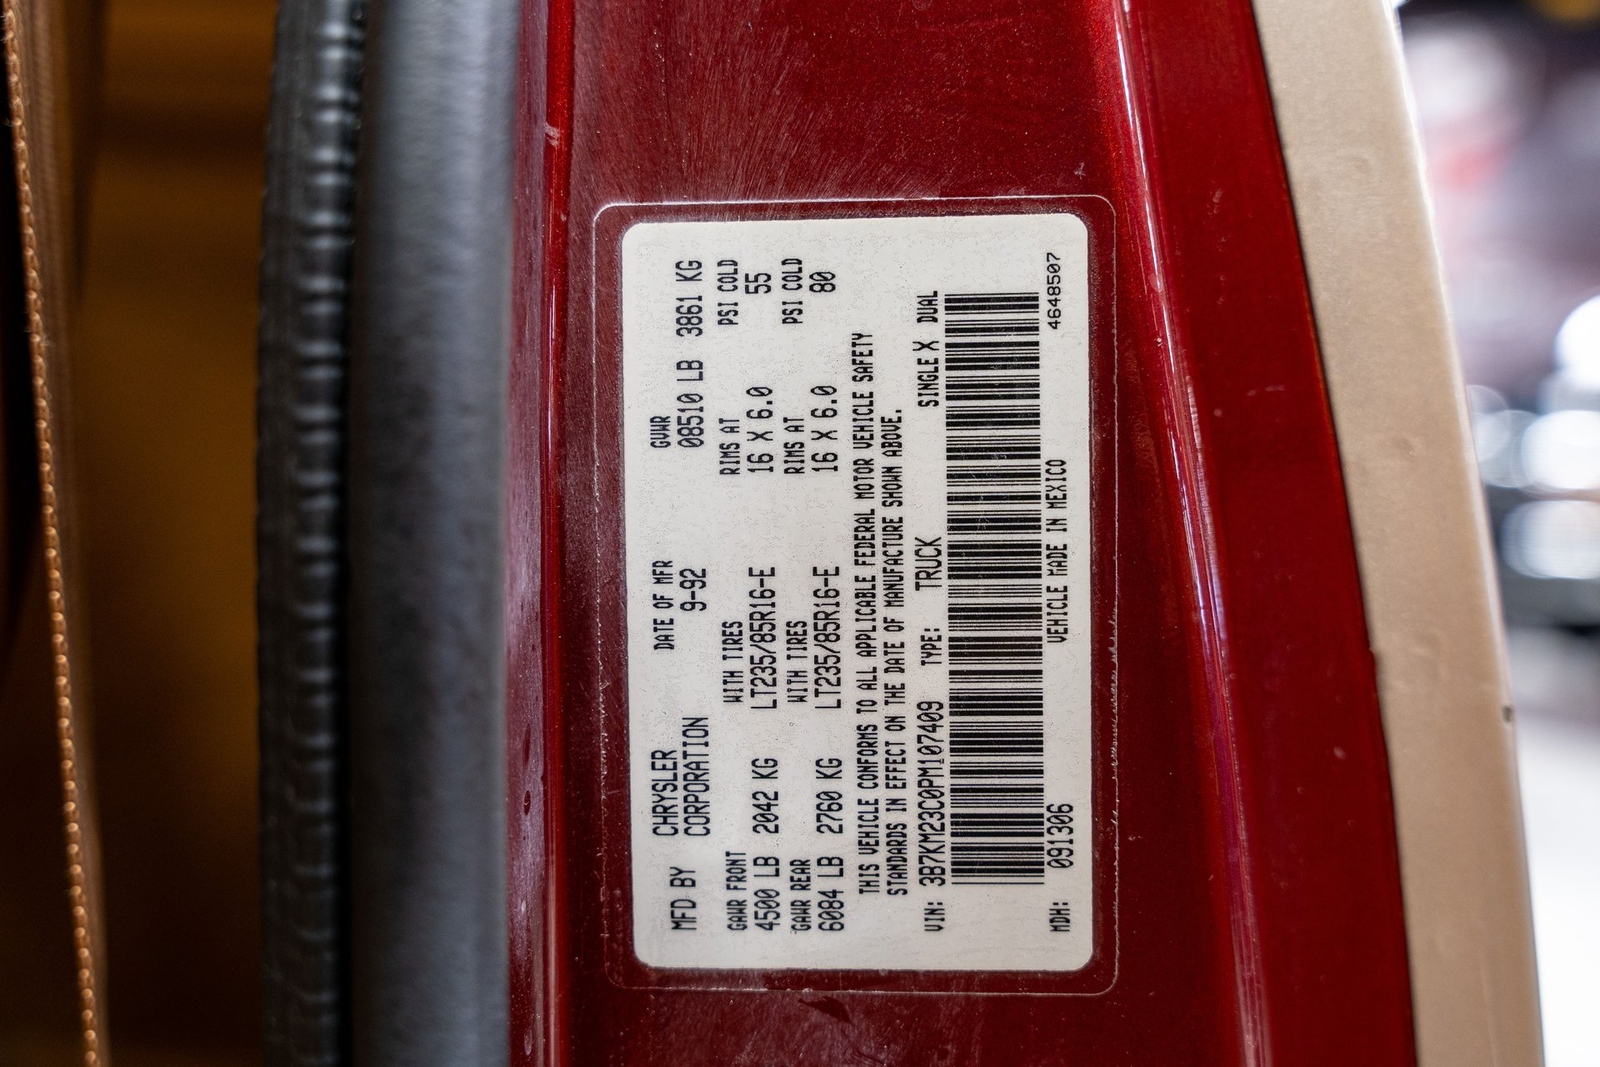 MFD BY CHRYSLER CORPORATION DATE OF MFR 9-92 GVWR 08510 LB 3861 KG
GAWR FRONT WITH TIRES RIMS AT PSI COLD
4500 LB 2042 KG LT235/85R16-E 16 X 6.0 55
GAWR REAR WITH TIRES RIMS AT PSI COLD
6084 LB 2760 KG LT235/85R16-E 16 X 6.0 80
THIS VEHICLE CONFORMS TO ALL APPLICABLE FEDERAL MOTOR VEHICLE SAFETY
STANDARDS IN EFFECT ON THE DATE OF MANUFACTURE SHOWN ABOVE.
VIN: 3B7KM23C0PM107409 TYPE: TRUCK SINGLE X DUAL
MDH: 091306 VEHICLE MADE IN MEXICO 4648507